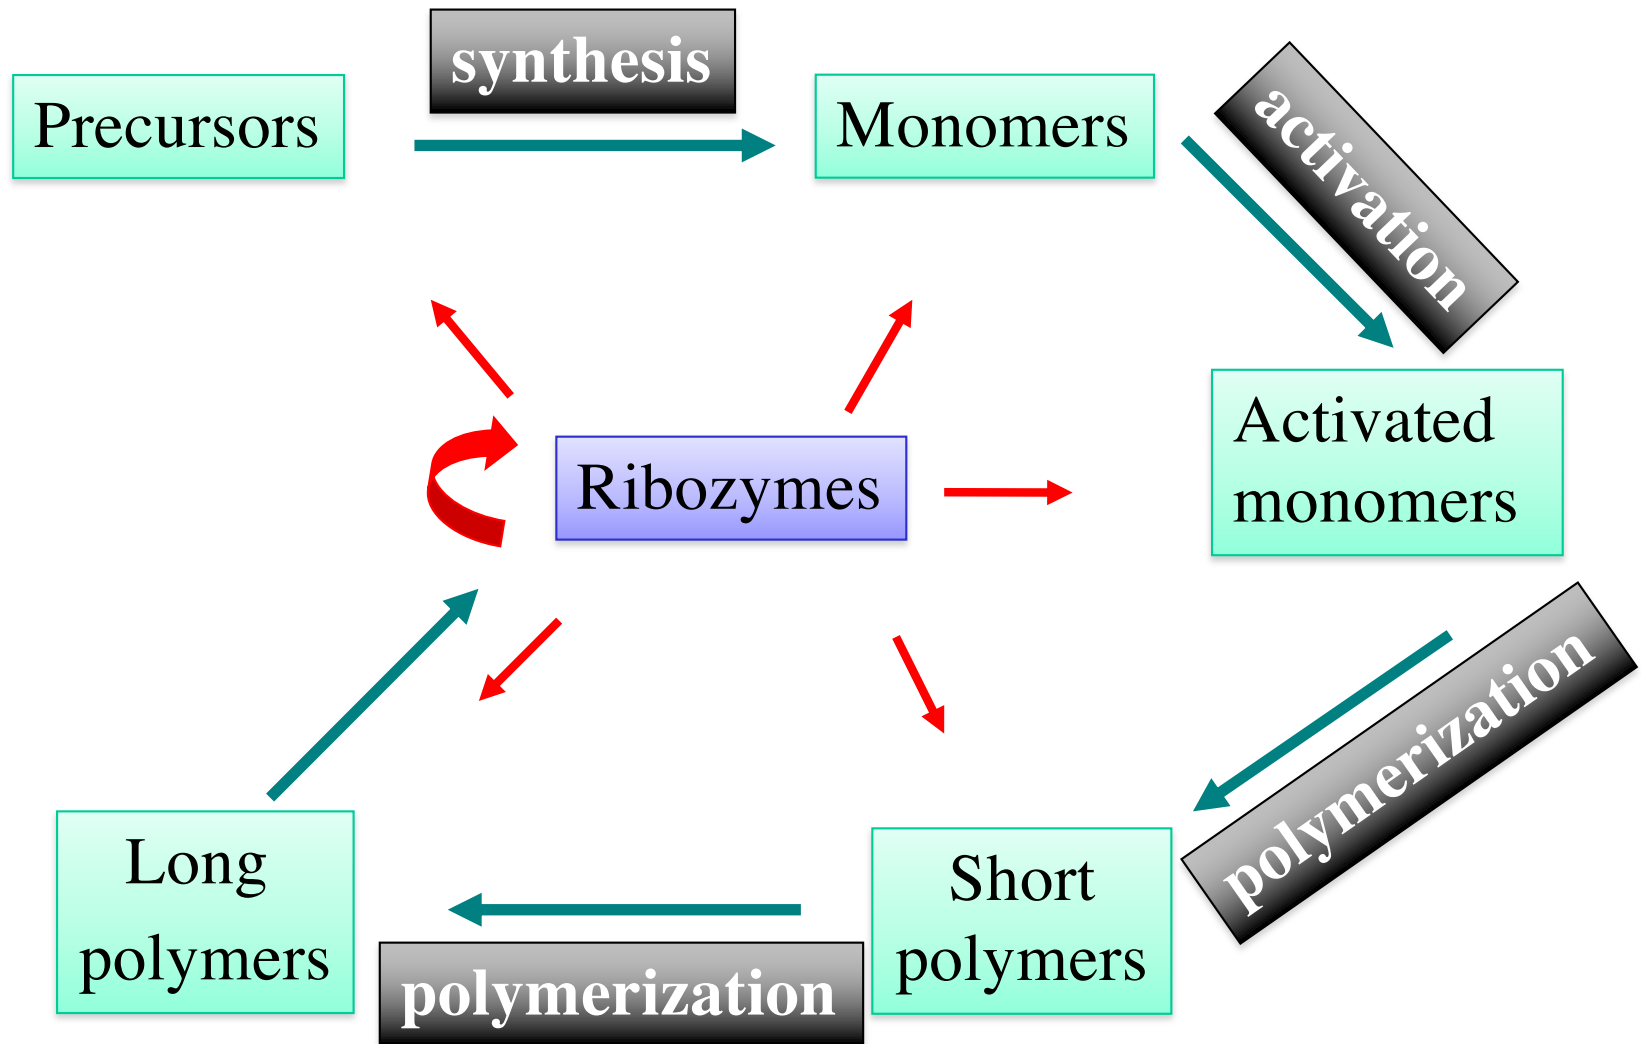 synthesis
Precursors
Monomers
activation
Activated
monomers
Ribozymes
polymerization
Long
polymers
Short
polymers
polymerization